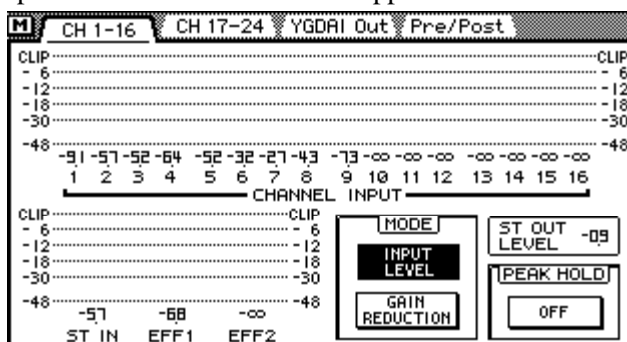 M CH 1-16 CH 17-24 YGDAI Out Pre/Post
CLIP CLIP
- 6 - 6
-12 -12
-18 -18
-30 -30
-48 -48
-91 -57 -52 -64 -52 -32 -27 -43 -73 -∞ -∞ -∞ -∞ -∞ -∞ -∞
1 2 3 4 5 6 7 8 9 10 11 12 13 14 15 16
CHANNEL INPUT
CLIP CLIP
- 6 - 6
-12 -12
-18 -18
-30 -30
-48 -48
-57 -68 -∞
ST IN EFF1 EFF2
MODE
INPUT
LEVEL
GAIN
REDUCTION
ST OUT
LEVEL -09
PEAK HOLD
OFF